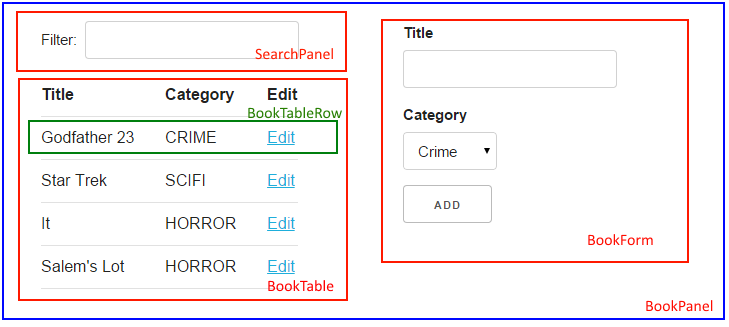 Filter:
SearchPanel
Title Category Edit
BookTableRow
Godfather 23 CRIME Edit
Star Trek SCIFI Edit
It HORROR Edit
Salem's Lot HORROR Edit
BookTable
Title
Category
Crime
ADD
BookForm
BookPanel